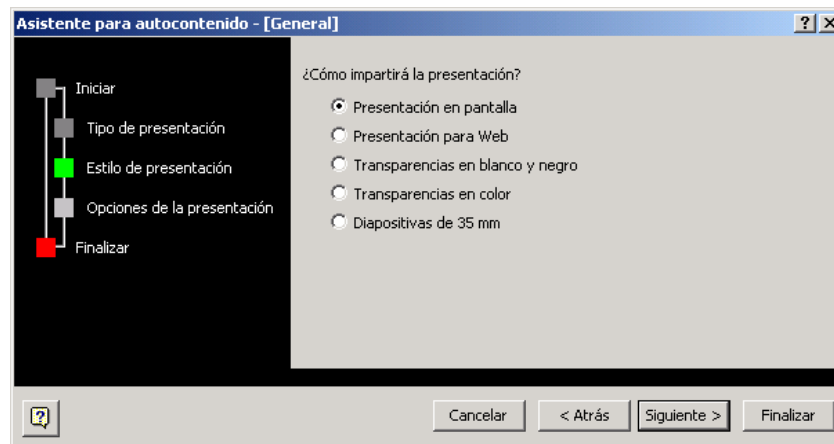 Asistente para autocontenido - [General]
Iniciar
Tipo de presentación
Estilo de presentación
Opciones de la presentación
Finalizar
¿Cómo impartirá la presentación?
Presentación en pantalla
Presentación para Web
Transparencias en blanco y negro
Transparencias en color
Diapositivas de 35 mm
Cancelar
< Atrás
Siguiente >
Finalizar